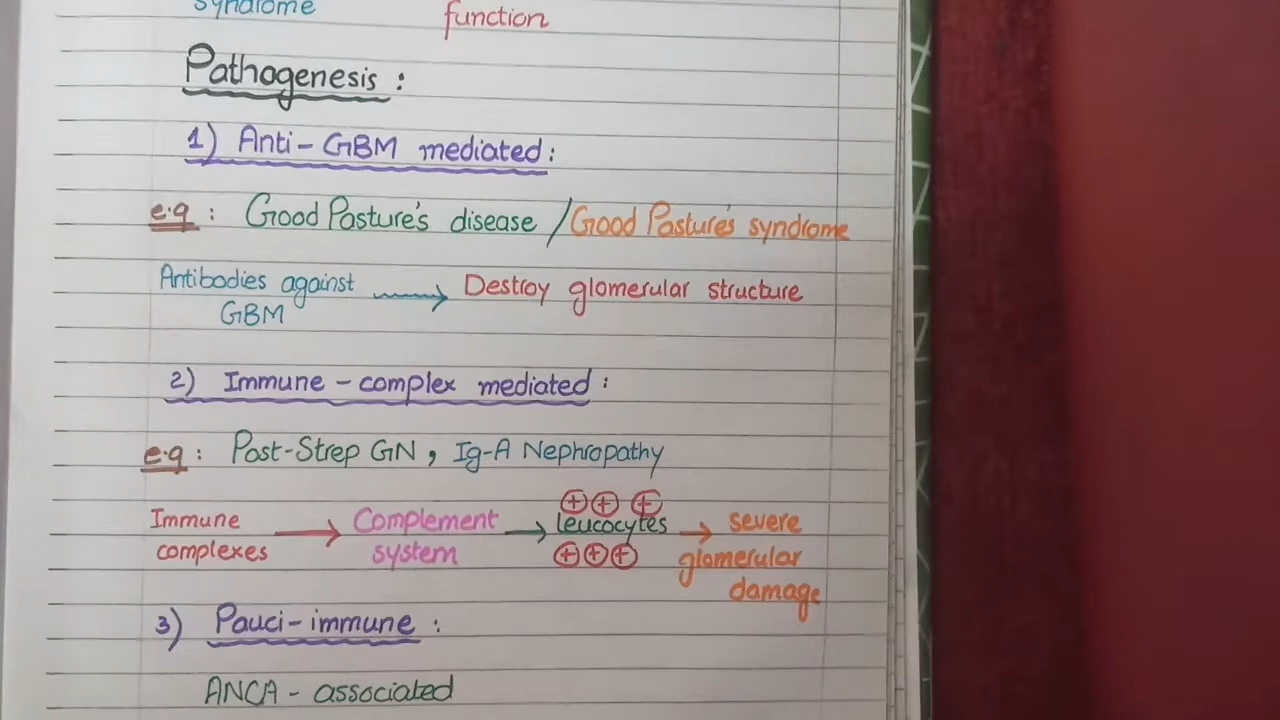 syndrome function
Pathogenesis :
1) Anti-GBM mediated :
e.g : Good Pasture's disease / Good Pasture's syndrome
Antibodies against → Destroy glomerular structure
GBM
2) Immune-complex mediated :
e.g : Post-Strep GN , Ig-A Nephropathy
⊕ ⊕ ⊕
Immune → Complement → leucocytes → severe
complexes system ⊕ ⊕ ⊕ glomerular
damage
3) Pauci-immune :
ANCA - associated